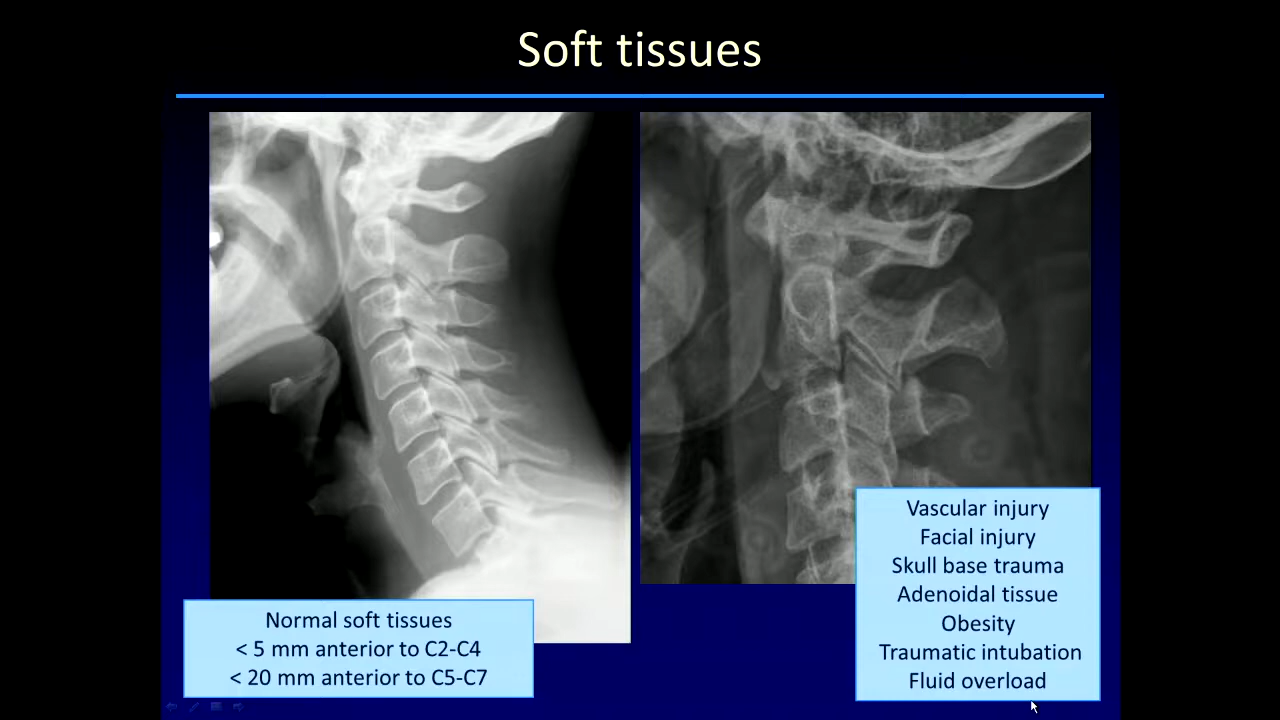 Soft tissues
Normal soft tissues
< 5 mm anterior to C2-C4
< 20 mm anterior to C5-C7
Vascular injury
Facial injury
Skull base trauma
Adenoidal tissue
Obesity
Traumatic intubation
Fluid overload